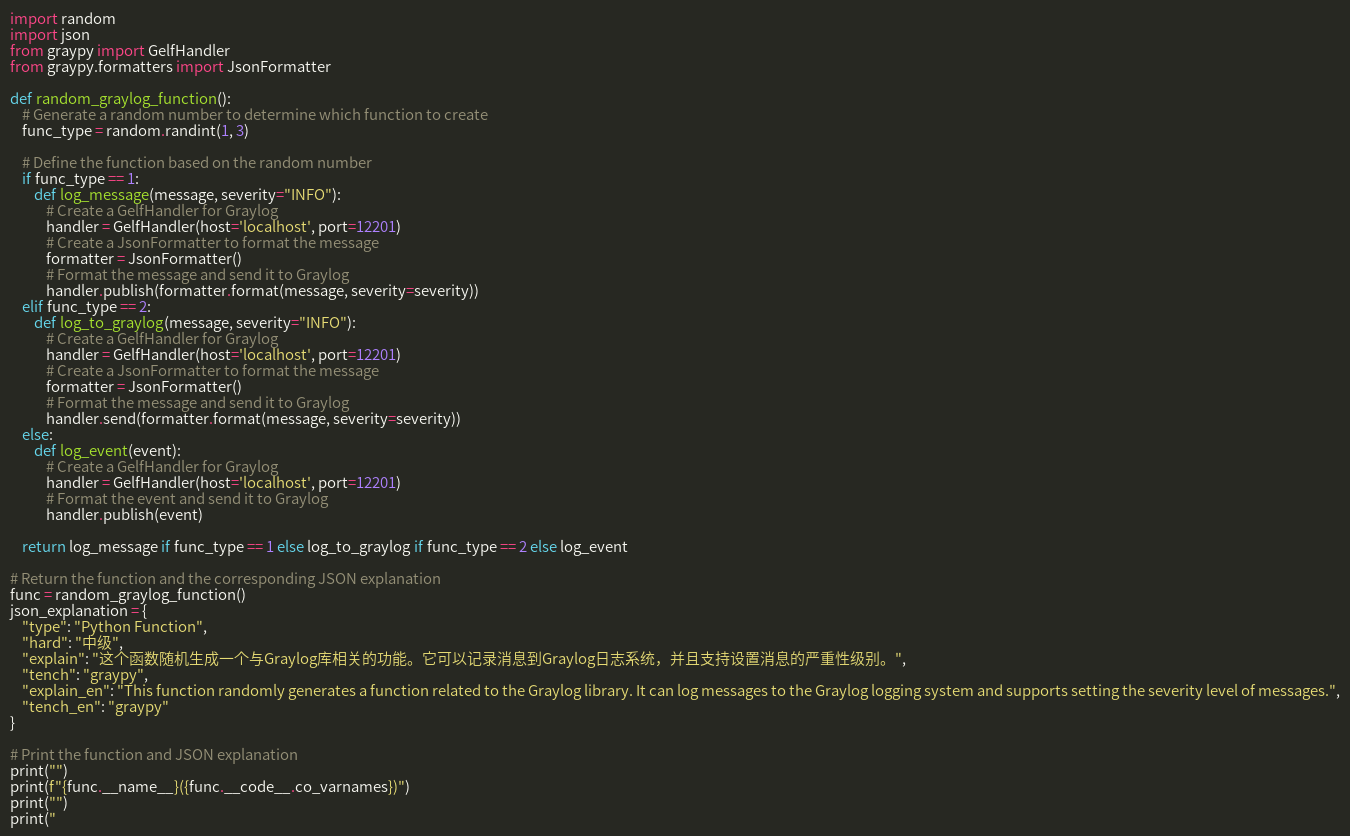 import random
import json
from graypy import GelfHandler
from graypy.formatters import JsonFormatter

def random_graylog_function():
    # Generate a random number to determine which function to create
    func_type = random.randint(1, 3)

    # Define the function based on the random number
    if func_type == 1:
        def log_message(message, severity="INFO"):
            # Create a GelfHandler for Graylog
            handler = GelfHandler(host='localhost', port=12201)
            # Create a JsonFormatter to format the message
            formatter = JsonFormatter()
            # Format the message and send it to Graylog
            handler.publish(formatter.format(message, severity=severity))
    elif func_type == 2:
        def log_to_graylog(message, severity="INFO"):
            # Create a GelfHandler for Graylog
            handler = GelfHandler(host='localhost', port=12201)
            # Create a JsonFormatter to format the message
            formatter = JsonFormatter()
            # Format the message and send it to Graylog
            handler.send(formatter.format(message, severity=severity))
    else:
        def log_event(event):
            # Create a GelfHandler for Graylog
            handler = GelfHandler(host='localhost', port=12201)
            # Format the event and send it to Graylog
            handler.publish(event)

    return log_message if func_type == 1 else log_to_graylog if func_type == 2 else log_event

# Return the function and the corresponding JSON explanation
func = random_graylog_function()
json_explanation = {
    "type": "Python Function",
    "hard": "中级",
    "explain": "这个函数随机生成一个与Graylog库相关的功能。它可以记录消息到Graylog日志系统，并且支持设置消息的严重性级别。",
    "tench": "graypy",
    "explain_en": "This function randomly generates a function related to the Graylog library. It can log messages to the Graylog logging system and supports setting the severity level of messages.",
    "tench_en": "graypy"
}

# Print the function and JSON explanation
print("")
print(f"{func.__name__}({func.__code__.co_varnames})")
print("")
print("